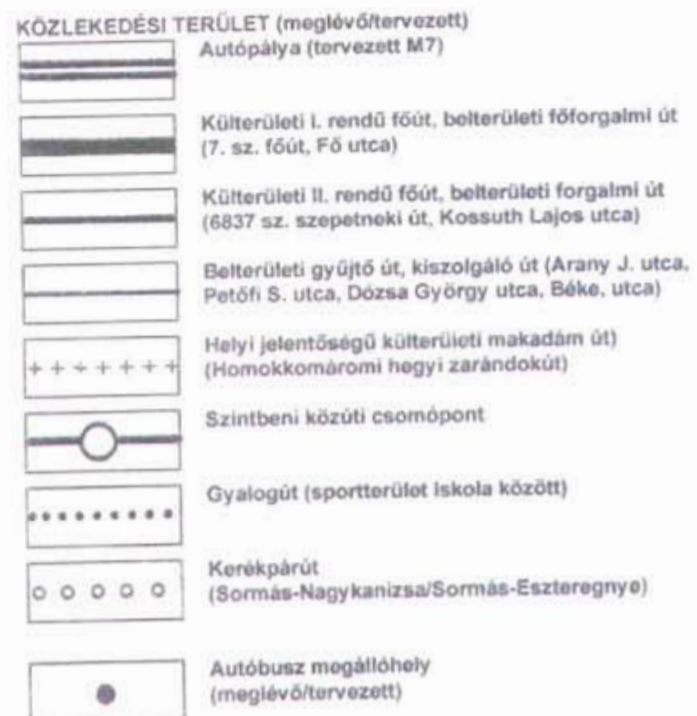 KÖZLEKEDÉSI TERÜLET (meglévő/tervezett)
Autópálya (tervezett M7)
Külterületi I. rendű főút, belterületi főforgalmi út
(7. sz. főút, Fő utca)
Külterületi II. rendű főút, belterületi forgalmi út
(6837 sz. szepetneki út, Kossuth Lajos utca)
Belterületi gyűjtő út, kiszolgáló út (Arany J. utca,
Petőfi S. utca, Dózsa György utca, Béke, utca)
Helyi jelentőségű külterületi makadám út)
(Homokkomáromi hegyi zarándokút)
Szintbeni közúti csomópont
Gyalogút (sportterület Iskola között)
Kerékpárút
(Sormás-Nagykanizsa/Sormás-Eszteregnye)
Autóbusz megállóhely
(meglévő/tervezett)